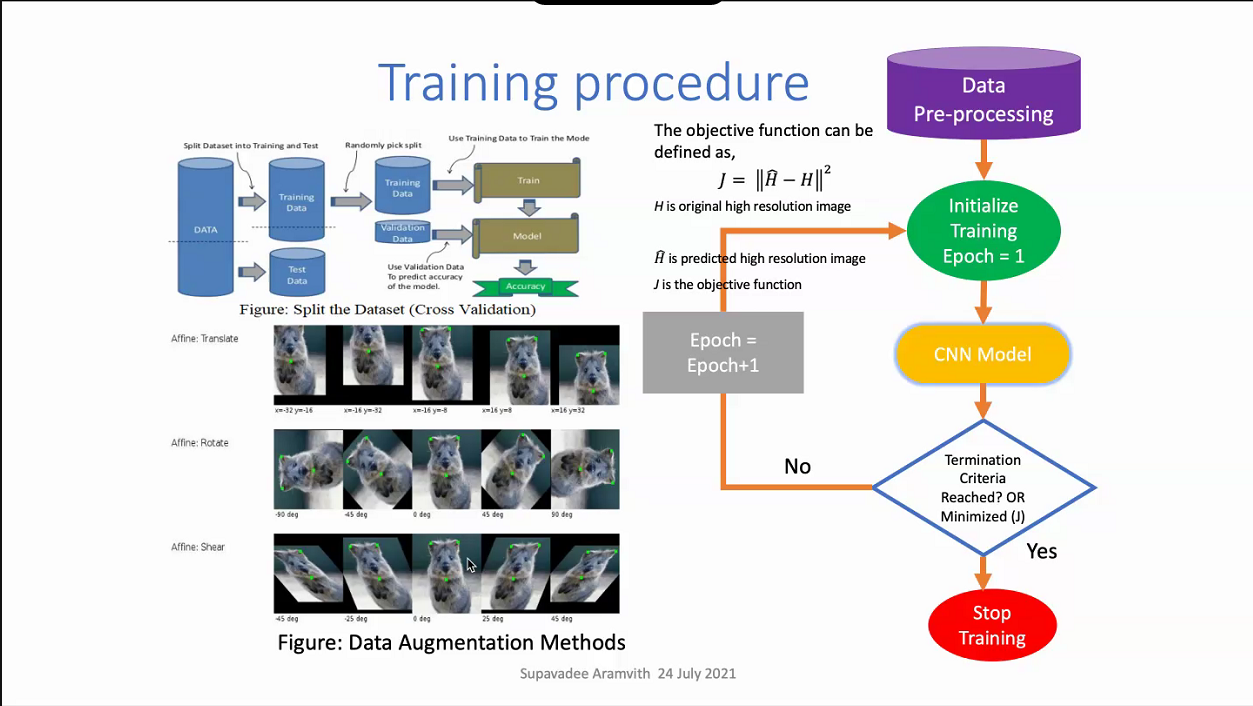 Training procedure
Data
Pre-processing
The objective function can be
defined as,
J = ‖Ĥ − H‖²
H is original high resolution image
Ĥ is predicted high resolution image
J is the objective function
Split Dataset into Training and Test
Randomly pick split
Use Training Data to Train the Mode
DATA
Training
Data
Training
Data
Train
Validation
Data
Model
Test
Data
Use Validation Data
To predict accuracy
of the model.
Accuracy
Figure: Split the Dataset (Cross Validation)
Affine: Translate
x=-32 y=-16
x=-16 y=-32
x=-16 y=-8
x=16 y=8
x=16 y=32
Affine: Rotate
-90 deg
-45 deg
0 deg
45 deg
90 deg
Affine: Shear
-45 deg
-25 deg
0 deg
25 deg
45 deg
Figure: Data Augmentation Methods
Initialize
Training
Epoch = 1
Epoch =
Epoch+1
CNN Model
No
Termination
Criteria
Reached? OR
Minimized (J)
Yes
Stop
Training
Supavadee Aramvith 24 July 2021